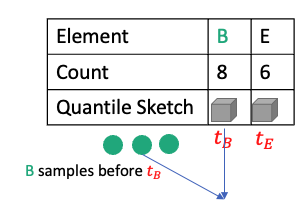 Element B E
Count 8 6
Quantile Sketch
t_B t_E
B samples before t_B